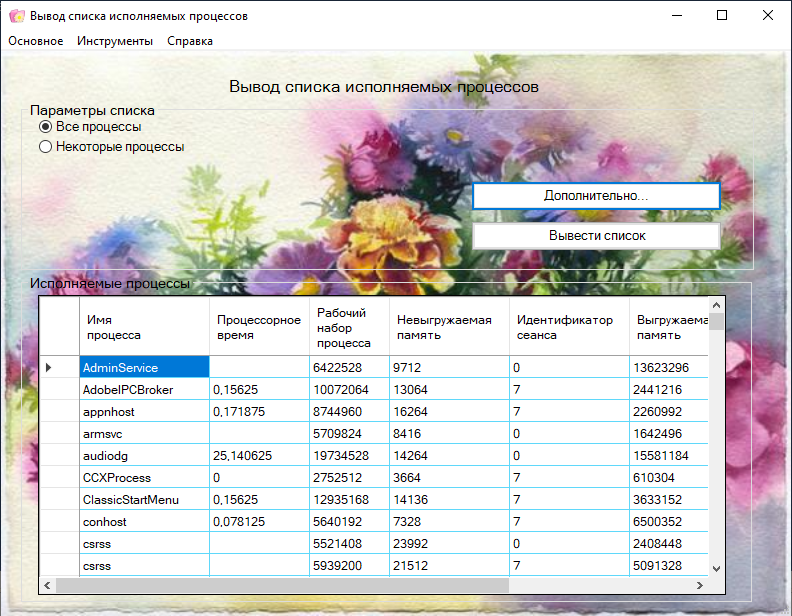 Вывод списка исполняемых процессов
Основное Инструменты Справка
Вывод списка исполняемых процессов
Параметры списка
Все процессы
Некоторые процессы
Дополнительно...
Вывести список
Исполняемые процессы
Имя процесса Процессорное время Рабочий набор процесса Невыгружаемая память Идентификатор сеанса Выгружаема память
AdminService 6422528 9712 0 13623296
AdobeIPCBroker 0,15625 10072064 13064 7 2441216
appnhost 0,171875 8744960 16264 7 2260992
armsvc 5709824 8416 0 1642496
audiodg 25,140625 19734528 14264 0 15581184
CCXProcess 0 2752512 3664 7 610304
ClassicStartMenu 0,15625 12935168 14136 7 3633152
conhost 0,078125 5640192 7328 7 6500352
csrss 5521408 23992 0 2408448
csrss 5939200 21512 7 5091328